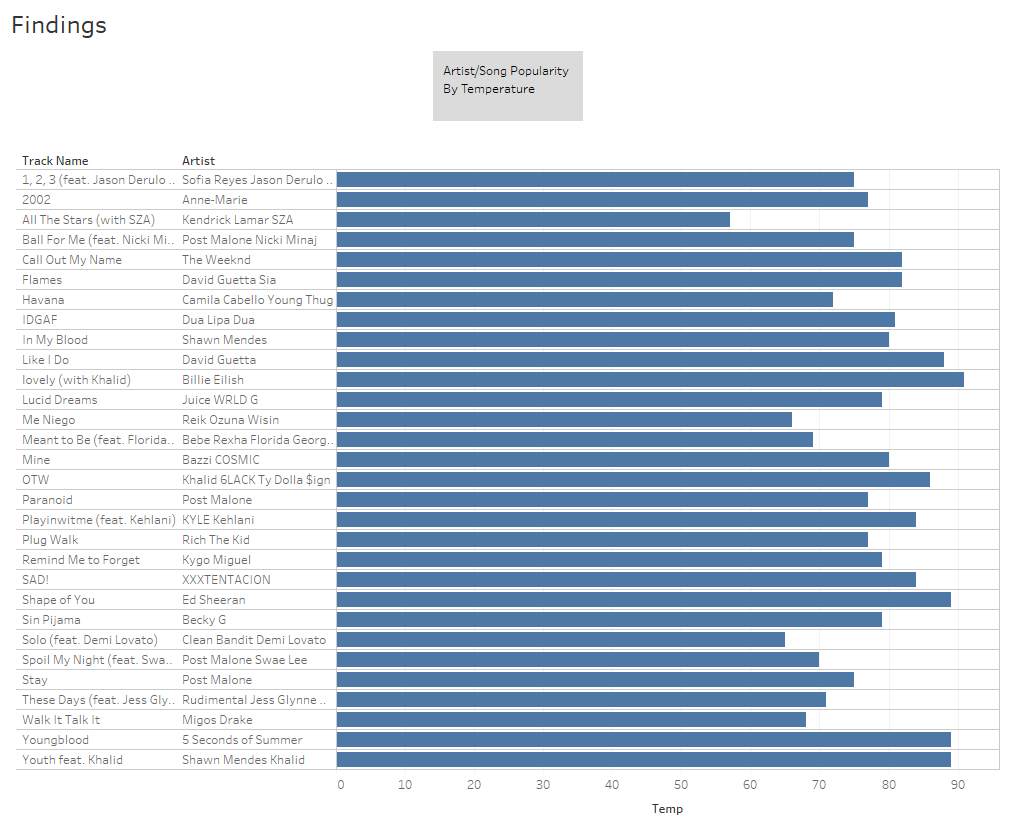 Findings
Artist/Song Popularity
By Temperature
Track Name Artist
1, 2, 3 (feat. Jason Derulo .. Sofia Reyes Jason Derulo ..
2002 Anne-Marie
All The Stars (with SZA) Kendrick Lamar SZA
Ball For Me (feat. Nicki Mi.. Post Malone Nicki Minaj
Call Out My Name The Weeknd
Flames David Guetta Sia
Havana Camila Cabello Young Thug
IDGAF Dua Lipa Dua
In My Blood Shawn Mendes
Like I Do David Guetta
lovely (with Khalid) Billie Eilish
Lucid Dreams Juice WRLD G
Me Niego Reik Ozuna Wisin
Meant to Be (feat. Florida.. Bebe Rexha Florida Georg..
Mine Bazzi COSMIC
OTW Khalid 6LACK Ty Dolla $ign
Paranoid Post Malone
Playinwitme (feat. Kehlani) KYLE Kehlani
Plug Walk Rich The Kid
Remind Me to Forget Kygo Miguel
SAD! XXXTENTACION
Shape of You Ed Sheeran
Sin Pijama Becky G
Solo (feat. Demi Lovato) Clean Bandit Demi Lovato
Spoil My Night (feat. Swa.. Post Malone Swae Lee
Stay Post Malone
These Days (feat. Jess Gly.. Rudimental Jess Glynne ..
Walk It Talk It Migos Drake
Youngblood 5 Seconds of Summer
Youth feat. Khalid Shawn Mendes Khalid
0 10 20 30 40 50 60 70 80 90
Temp